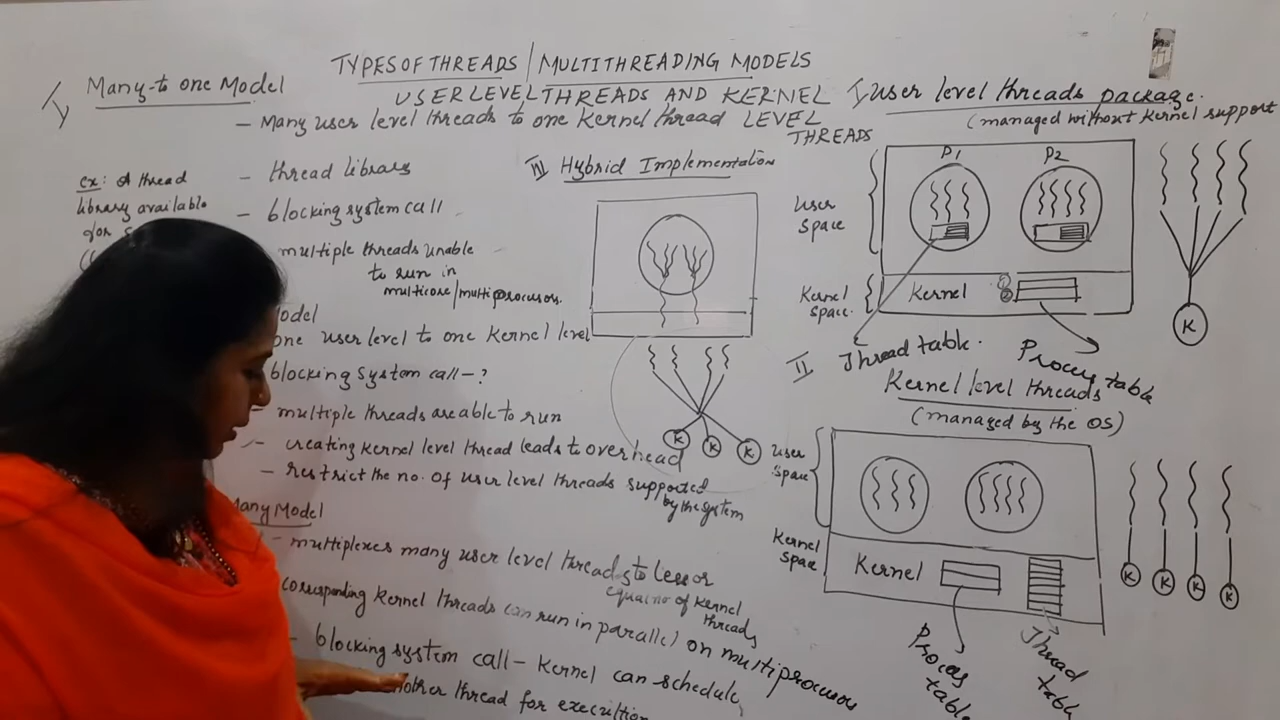 TYPES OF THREADS / MULTITHREADING MODELS
USER LEVEL THREADS AND KERNEL
LEVEL
THREADS
I) Many-to one Model
- Many user level threads to one Kernel thread
ex: A thread
library available
for
- thread library
- blocking system call
multiple threads unable
to run in
multicore/multiprocessors.
Model
one user level to one Kernel level
blocking system call-?
- multiple threads are able to run
- creating Kernel level thread leads to overhead
- restrict the no. of user level threads supported
by the system
Many Model
- multiplexes many user level threads to less or
equal no of Kernel
threads
corresponding Kernel threads can run in parallel on multiprocessors
- blocking system call - Kernel can schedule
another thread for execution
III Hybrid Implementation
K
K
K
I) User level threads package.
(managed without Kernel support
P1
P2
User
Space
Kernel
Space
Kernel
Thread table.
Process table
K
II
Kernel level threads
(managed by the OS)
User
Space
Kernel
Space
Kernel
Process
table
Thread
table
K
K
K
K